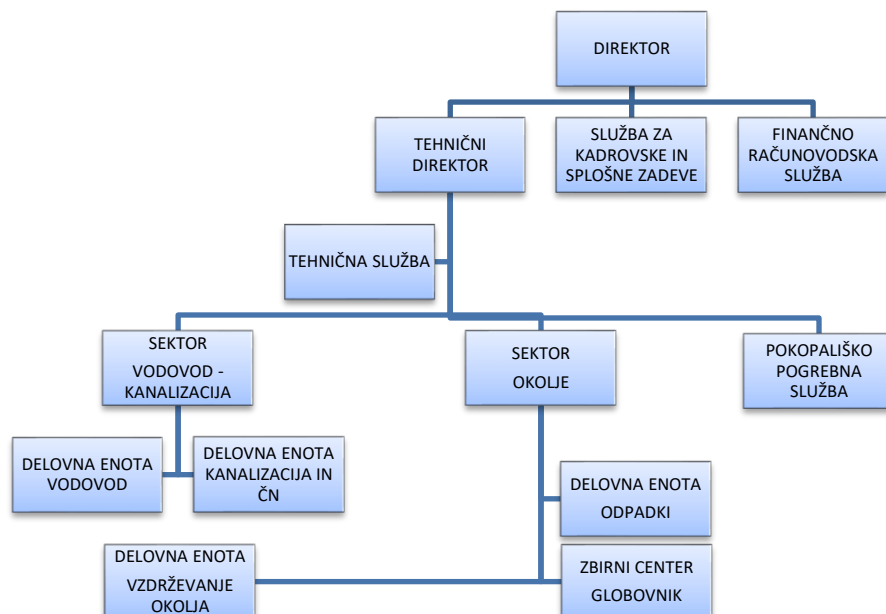 DIREKTOR
TEHNIČNI
DIREKTOR
SLUŽBA ZA
KADROVSKE IN
SPLOŠNE ZADEVE
FINANČNO
RAČUNOVODSKA
SLUŽBA
TEHNIČNA SLUŽBA
SEKTOR
VODOVOD -
KANALIZACIJA
SEKTOR
OKOLJE
POKOPALIŠKO
POGREBNA
SLUŽBA
DELOVNA ENOTA
VODOVOD
DELOVNA ENOTA
KANALIZACIJA IN
ČN
DELOVNA ENOTA
ODPADKI
DELOVNA ENOTA
VZDRŽEVANJE
OKOLJA
ZBIRNI CENTER
GLOBOVNIK